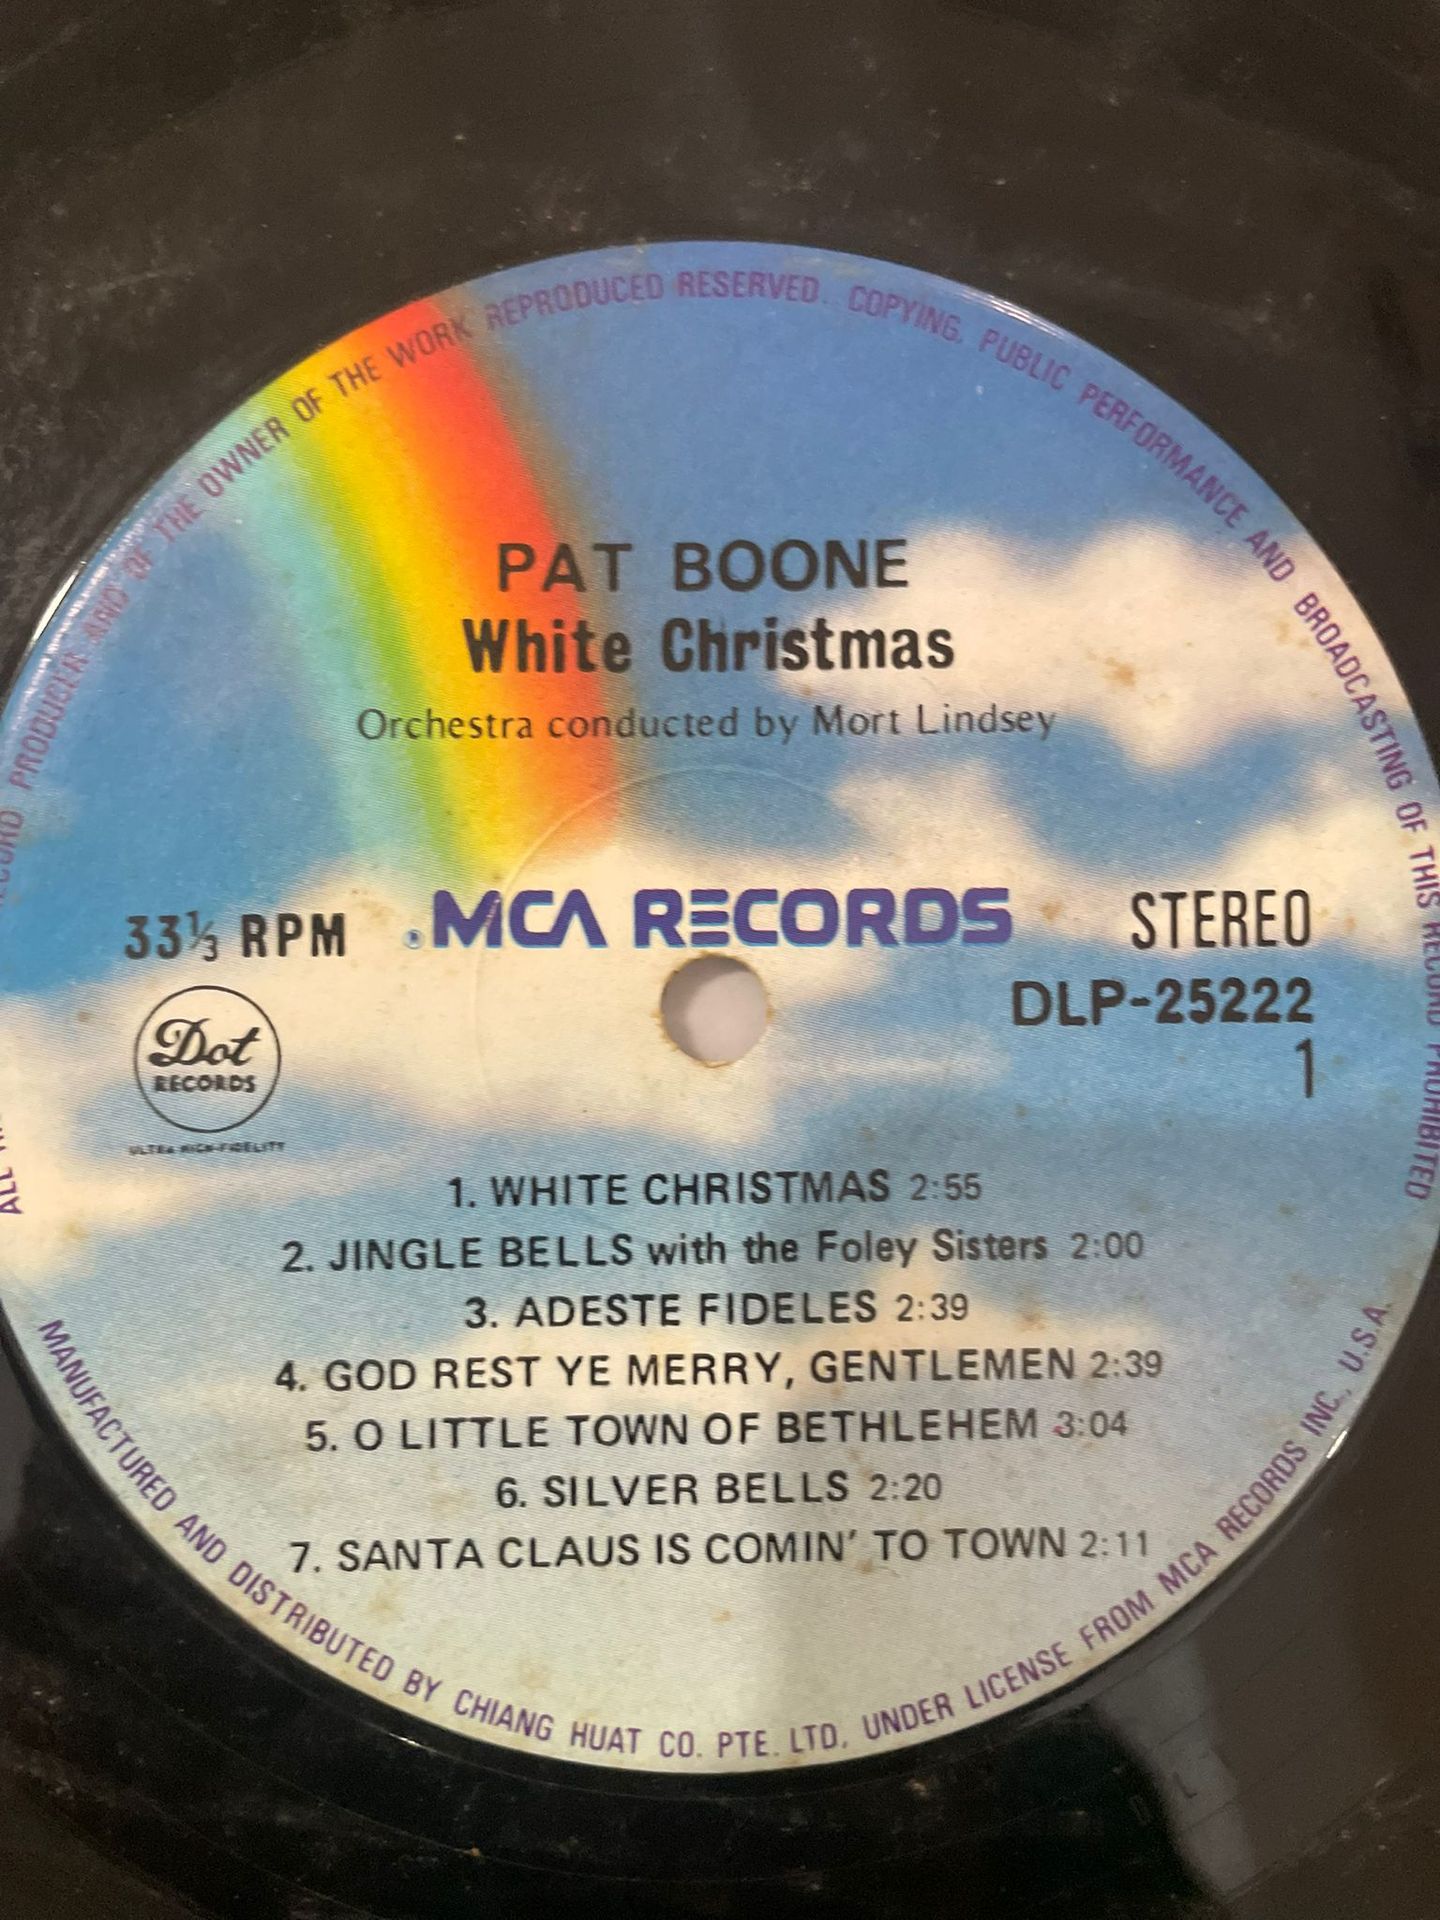 RECORD PRODUCER AND OF THE OWNER OF THE WORK REPRODUCED RESERVED. COPYING, PUBLIC PERFORMANCE AND BROADCASTING OF THIS RECORD PROHIBITED
PAT BOONE
White Christmas
Orchestra conducted by Mort Lindsey
33⅓ RPM
® MCA RECORDS
STEREO
DLP-25222
1
Dot
RECORDS
ULTRA HIGH-FIDELITY
1. WHITE CHRISTMAS 2:55
2. JINGLE BELLS with the Foley Sisters 2:00
3. ADESTE FIDELES 2:39
4. GOD REST YE MERRY, GENTLEMEN 2:39
5. O LITTLE TOWN OF BETHLEHEM 3:04
6. SILVER BELLS 2:20
7. SANTA CLAUS IS COMIN' TO TOWN 2:11
ALL
MANUFACTURED AND DISTRIBUTED BY CHIANG HUAT CO. PTE. LTD. UNDER LICENSE FROM MCA RECORDS INC., U.S.A.